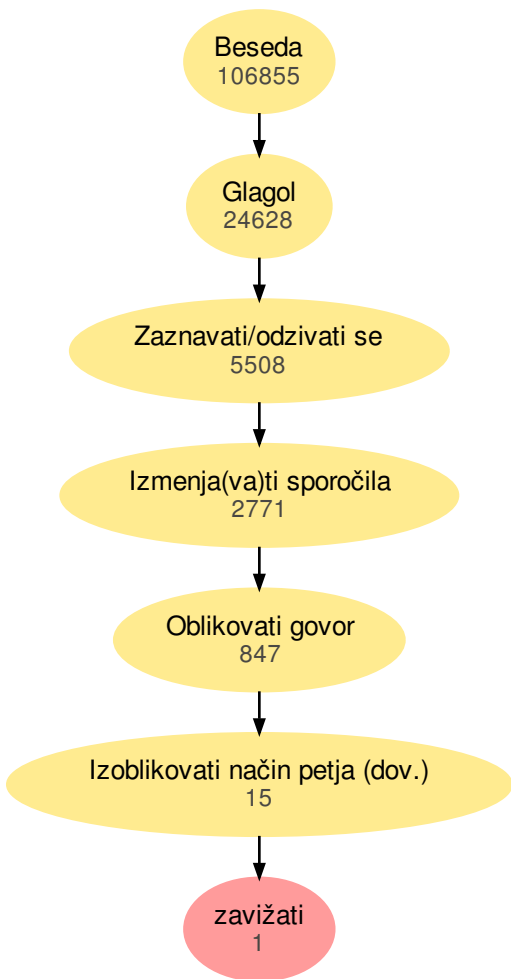 Beseda
106855
Glagol
24628
Zaznavati/odzivati se
5508
Izmenja(va)ti sporočila
2771
Oblikovati govor
847
Izoblikovati način petja (dov.)
15
zavižati
1